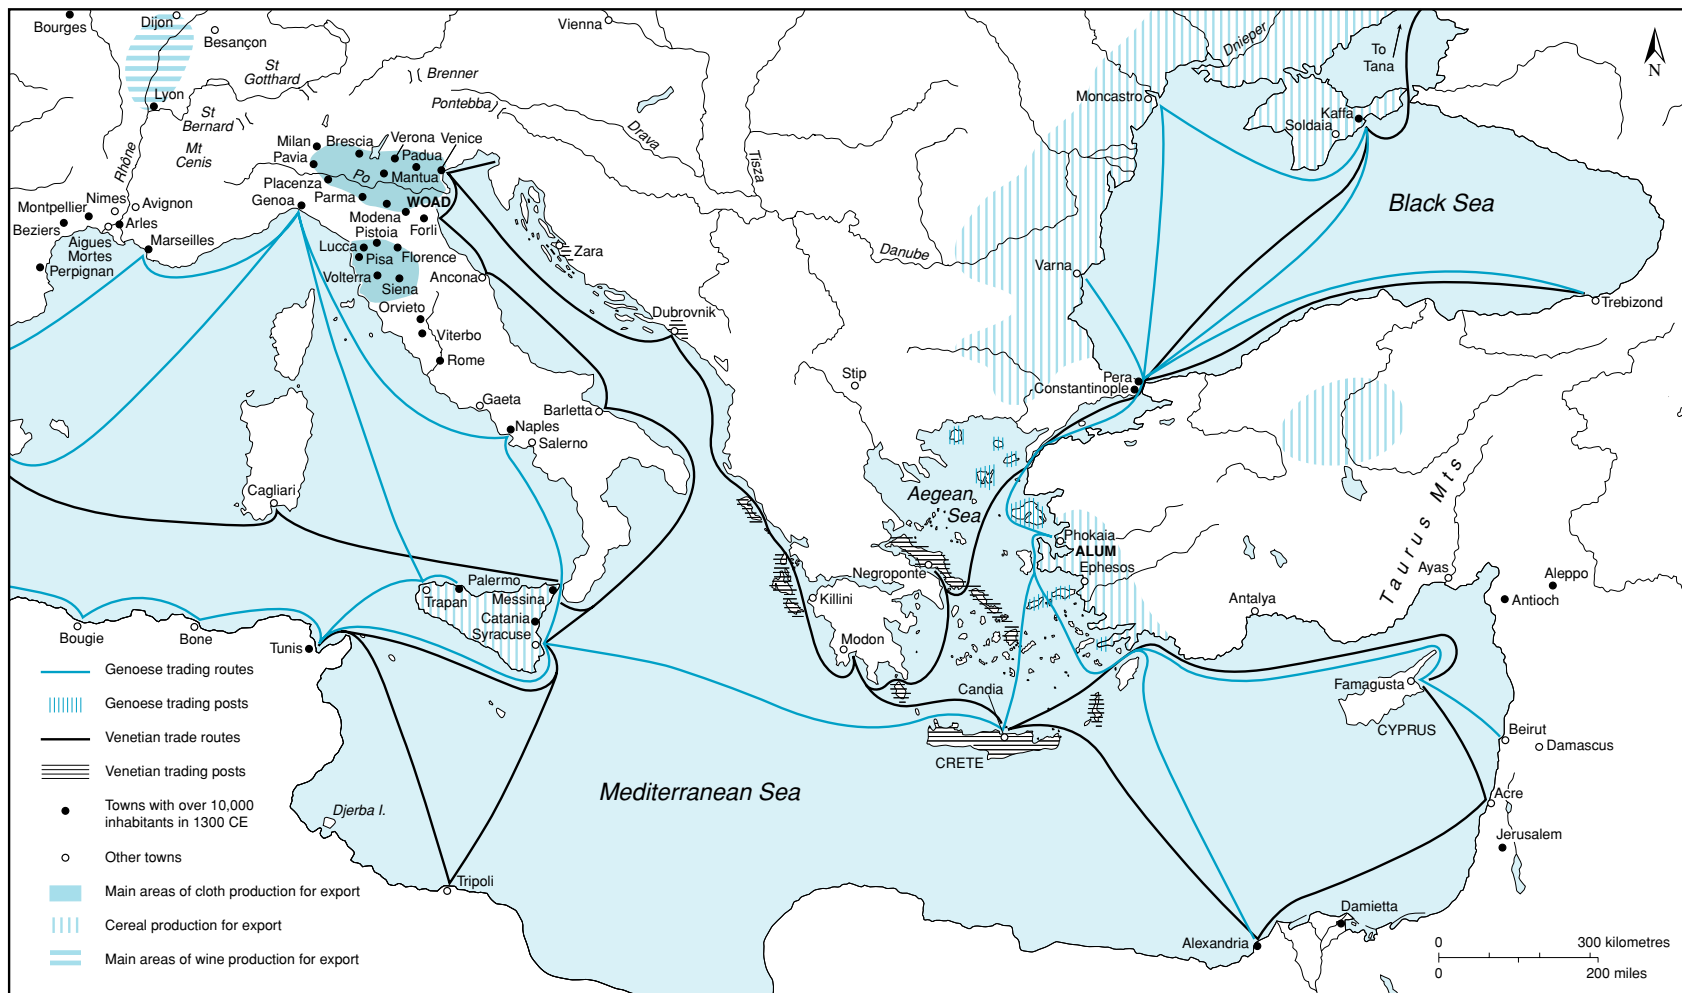 Bourges
Dijon
Besançon
Vienna
Dnieper
To
Tana
N
St
Gotthard
Brenner
Lyon
St
Bernard
Pontebba
Moncastro
Kaffa
Soldaia
Mt
Cenis
Rhône
Drava
Tisza
Milan
Brescia
Verona
Venice
Pavia
Padua
Po
Mantua
Placenza
Parma
WOAD
Genoa
Modena
Forli
Pistoia
Nimes
Avignon
Montpellier
Beziers
Arles
Aigues
Mortes
Marseilles
Perpignan
Lucca
Pisa
Florence
Volterra
Siena
Ancona
Zara
Danube
Varna
Black Sea
Trebizond
Orvieto
Viterbo
Rome
Dubrovnik
Stip
Pera
Constantinople
Gaeta
Naples
Salerno
Barletta
Cagliari
Aegean
Sea
Phokaia
ALUM
Ephesos
Taurus Mts
Negroponte
Killini
Modon
Antalya
Ayas
Aleppo
Antioch
Palermo
Trapan
Messina
Catania
Syracuse
Bougie
Bone
Tunis
Candia
CRETE
Famagusta
CYPRUS
Beirut
Damascus
Acre
Jerusalem
Mediterranean Sea
Djerba I.
Tripoli
Alexandria
Damietta
Genoese trading routes
Genoese trading posts
Venetian trade routes
Venetian trading posts
Towns with over 10,000
inhabitants in 1300 CE
Other towns
Main areas of cloth production for export
Cereal production for export
Main areas of wine production for export
0 300 kilometres
0 200 miles